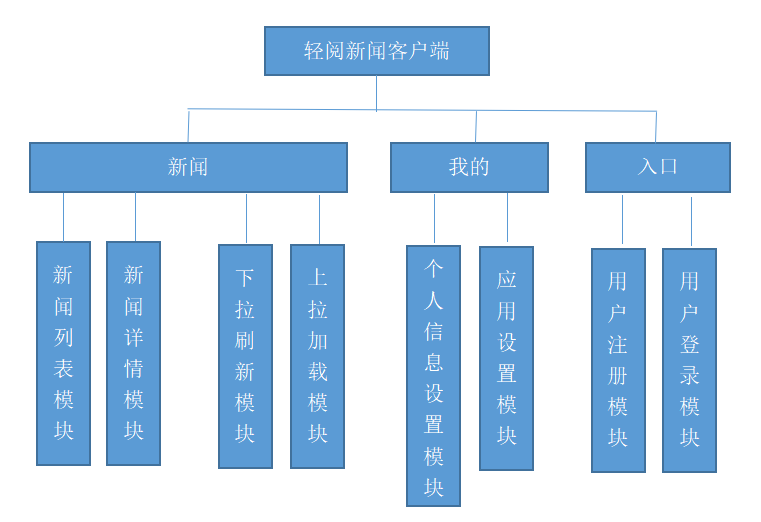 轻阅新闻客户端
新闻
我的
入口
新闻列表模块
新闻详情模块
下拉刷新模块
上拉加载模块
个人信息设置模块
应用设置模块
用户注册模块
用户登录模块